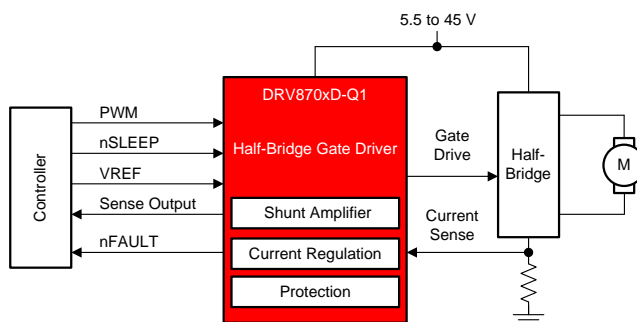 5.5 to 45 V
DRV870xD-Q1
Half-Bridge Gate Driver
Controller
PWM
nSLEEP
VREF
Sense Output
nFAULT
Shunt Amplifier
Current Regulation
Protection
Gate
Drive
Current
Sense
Half-
Bridge
M